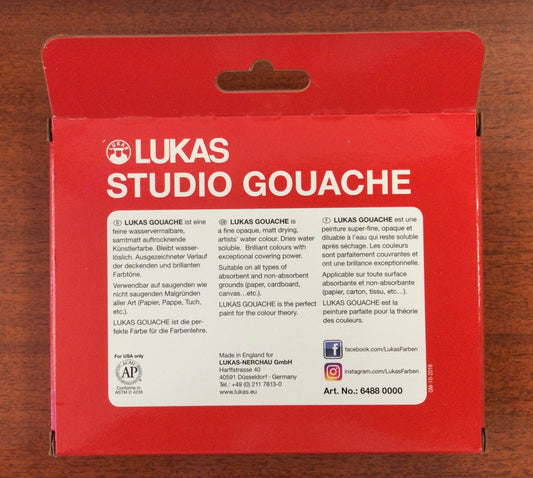 LUKAS
LUKAS
STUDIO GOUACHE
D LUKAS GOUACHE ist eine
feine wasservermalbare,
samtmatt auftrocknende
Künstlerfarbe. Bleibt wasser-
löslich. Ausgezeichneter Verlauf
der deckenden und brillanten
Farbtöne.
Verwendbar auf saugenden wie
nicht saugenden Malgründen
aller Art (Papier, Pappe, Tuch,
etc.).
LUKAS GOUACHE ist die per-
fekte Farbe für die Farbenlehre.
For USA only
ACMI
AP
Conforms to
ASTM D 4236
GB LUKAS GOUACHE is
a fine opaque, matt drying,
artists' water colour. Dries water
soluble. Brilliant colours with
exceptional covering power.
Suitable on all types of
absorbent and non-absorbent
grounds (paper, cardboard,
canvas…etc.).
LUKAS GOUACHE is the perfect
paint for the colour theory.
Made in England for
LUKAS-NERCHAU GmbH
Harffstrasse 40
40591 Düsseldorf · Germany
Tel.: +49 (0) 211 7813-0
www.lukas.eu
F LUKAS GOUACHE est une
peinture super-fine, opaque et
diluable à l'eau qui reste soluble
après séchage. Les couleurs
sont parfaitement couvrantes et
ont une brillance exceptionnelle.
Applicable sur toute surface
absorbante et non-absorbante
(papier, carton, tissu, etc…).
LUKAS GOUACHE est la
peinture parfaite pour la théorie
des couleurs.
facebook.com/LukasFarben
instagram.com/LukasFarben
Art. No.: 6488 0000
GM-10-2016